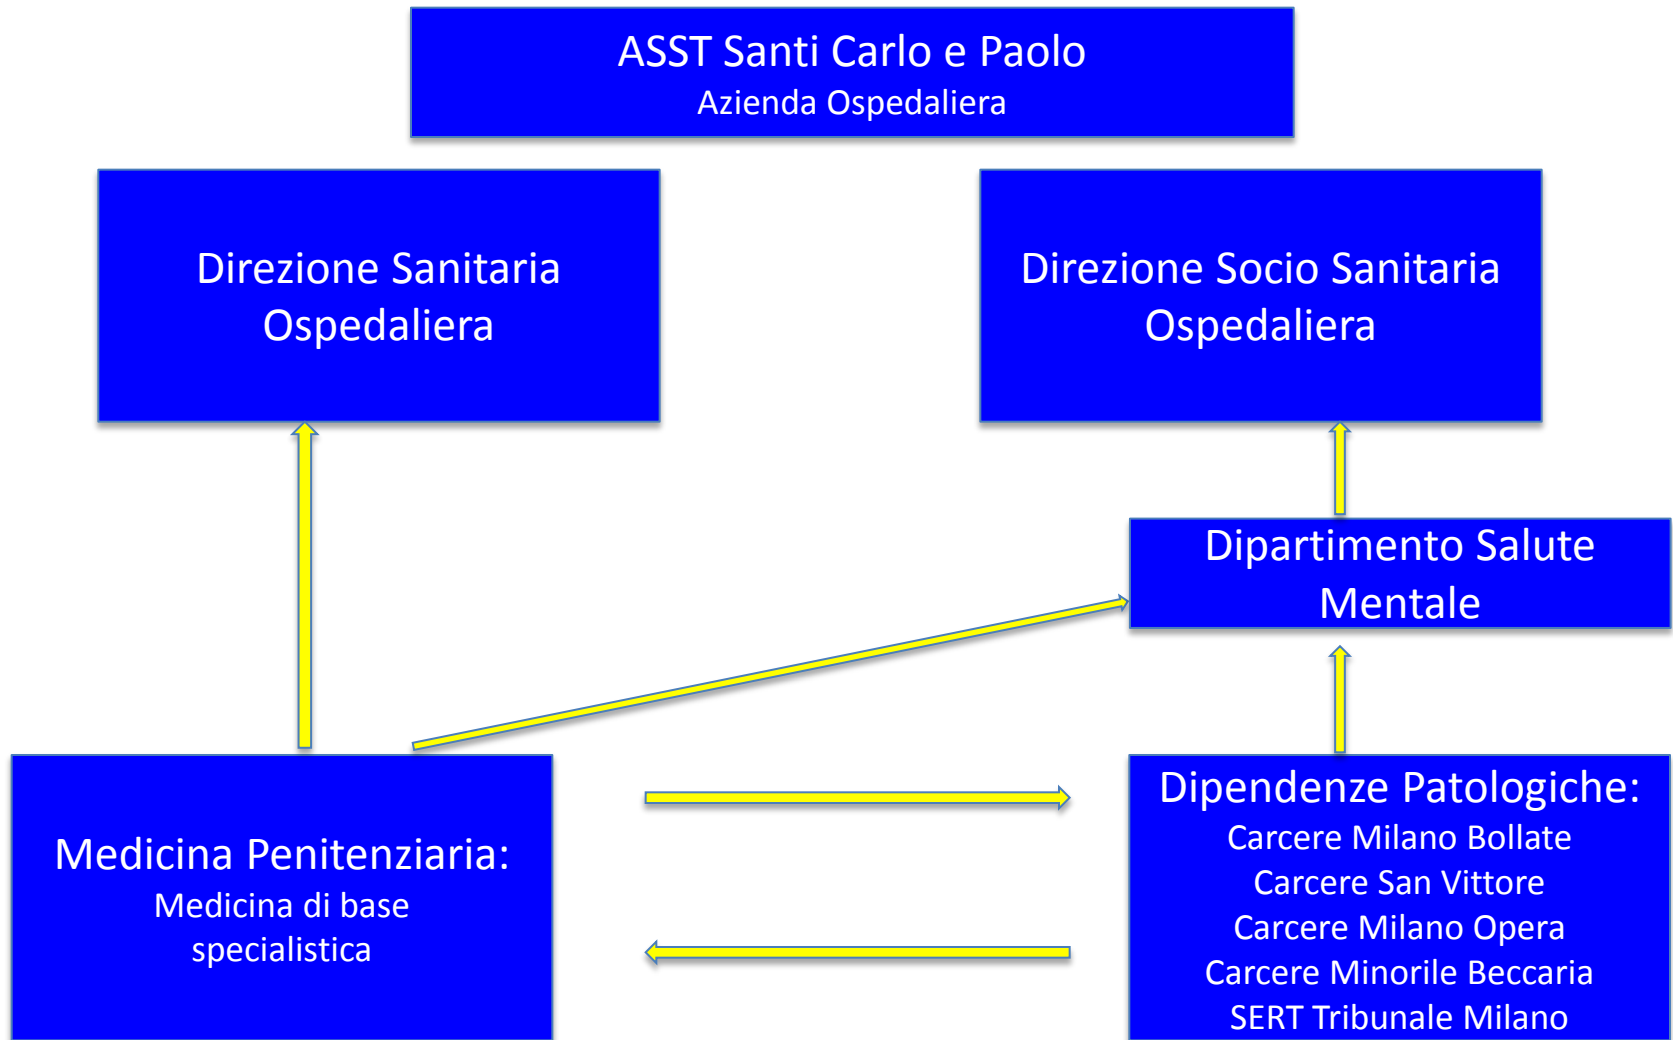 ASST Santi Carlo e Paolo
Azienda Ospedaliera
Direzione Sanitaria
Ospedaliera
Direzione Socio Sanitaria
Ospedaliera
Dipartimento Salute
Mentale
Medicina Penitenziaria:
Medicina di base
specialistica
Dipendenze Patologiche:
Carcere Milano Bollate
Carcere San Vittore
Carcere Milano Opera
Carcere Minorile Beccaria
SERT Tribunale Milano